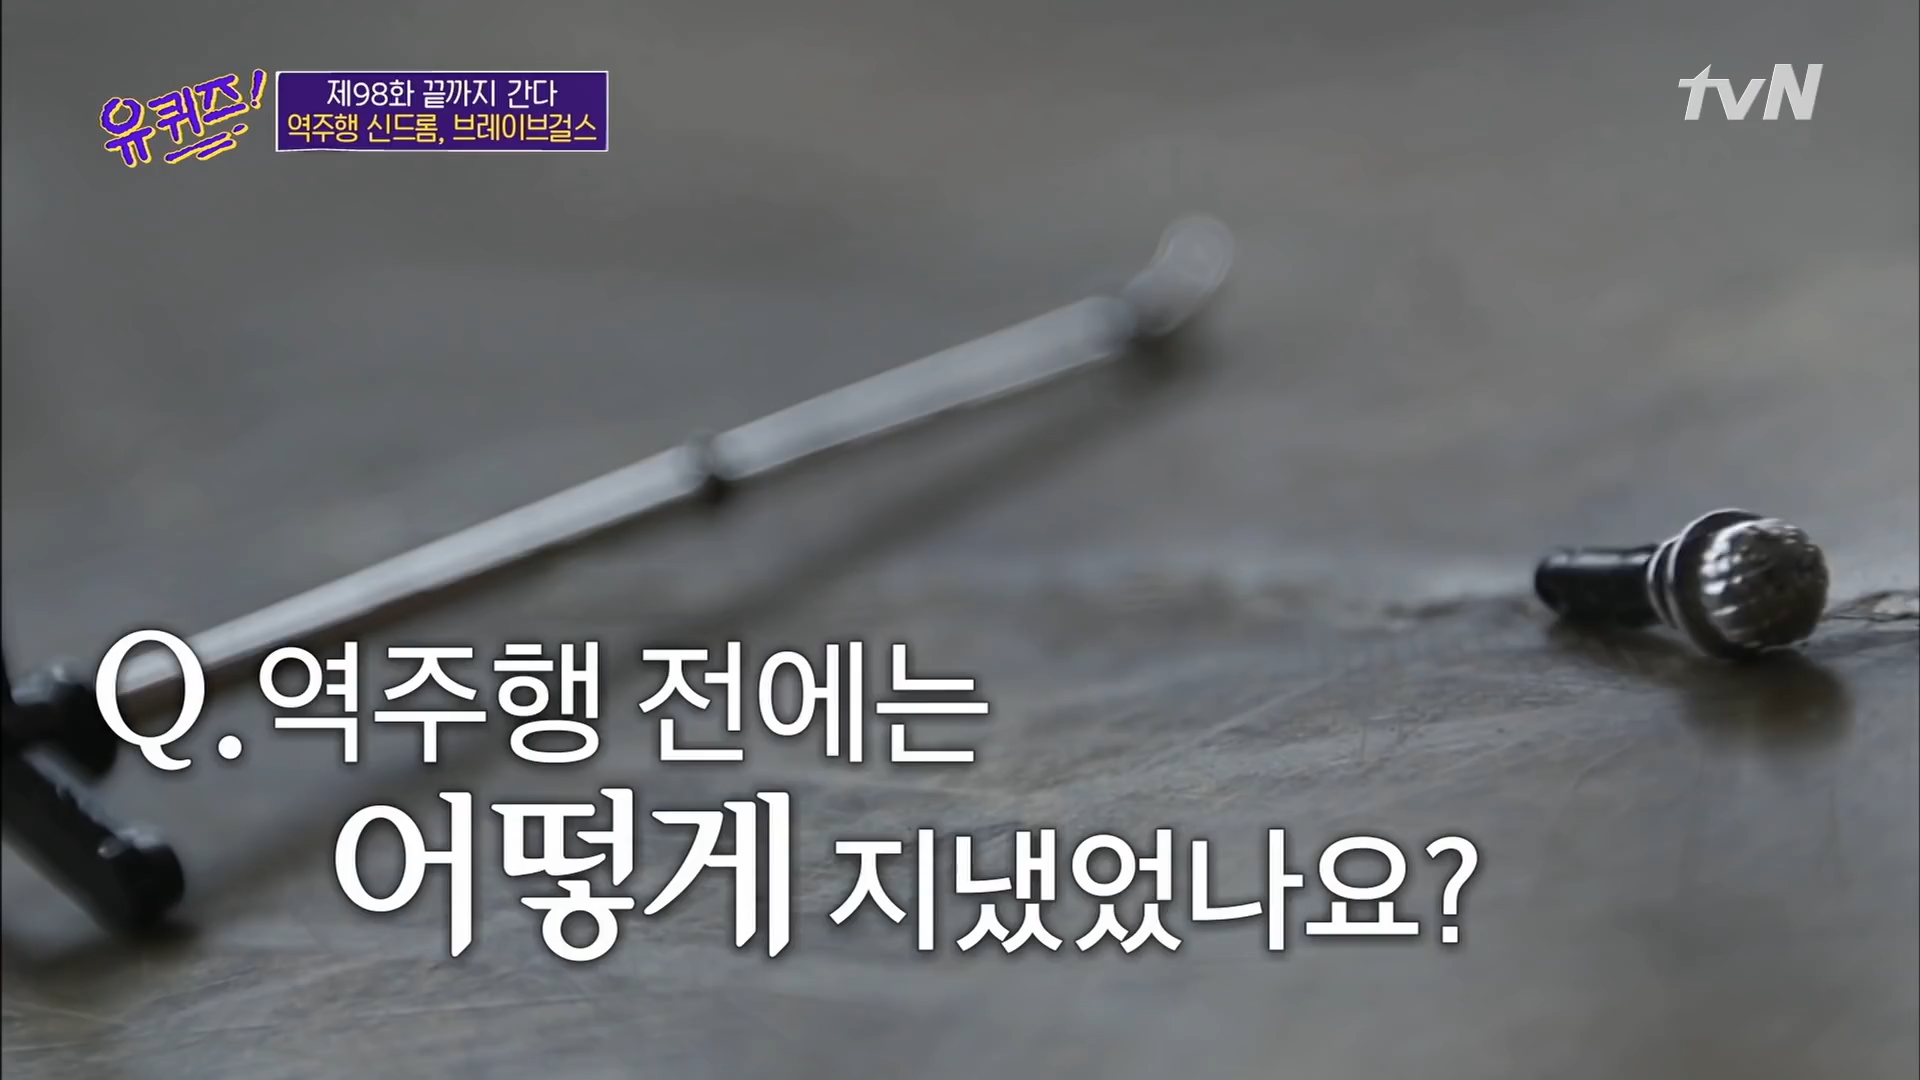 유퀴즈!
제98화 끝까지 간다
역주행 신드롬, 브레이브걸스
tvN
Q. 역주행 전에는
어떻게 지냈었나요?